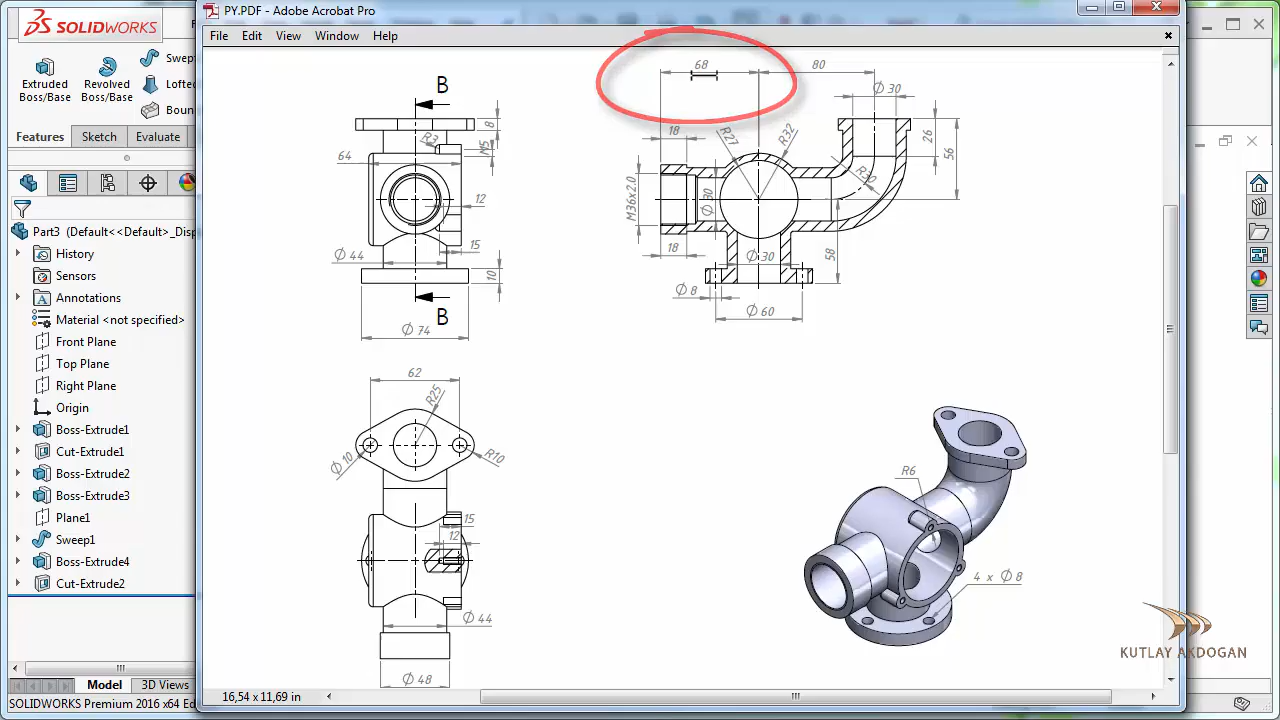 PY.PDF - Adobe Acrobat Pro
SOLIDWORKS
File Edit View Window Help
Extruded Boss/Base
Revolved Boss/Base
Swept
Lofted
Boun
Features Sketch Evaluate
Part3 (Default<<Default>_Disp
History
Sensors
Annotations
Material <not specified>
Front Plane
Top Plane
Right Plane
Origin
Boss-Extrude1
Cut-Extrude1
Boss-Extrude2
Boss-Extrude3
Plane1
Sweep1
Boss-Extrude4
Cut-Extrude2
Model 3D Views
SOLIDWORKS Premium 2016 x64 Ed
16,54 x 11,69 in
B
8
R3
M5
64
12
15
Ø 44
10
B
Ø 74
68
80
Ø 30
18
R27
R32
26
56
R30
M36x2.0
Ø 30
18
Ø 30
58
Ø 8
Ø 60
62
R25
Ø 10
R10
15
12
Ø 44
Ø 48
R6
4 x Ø 8
KUTLAY AKDOGAN